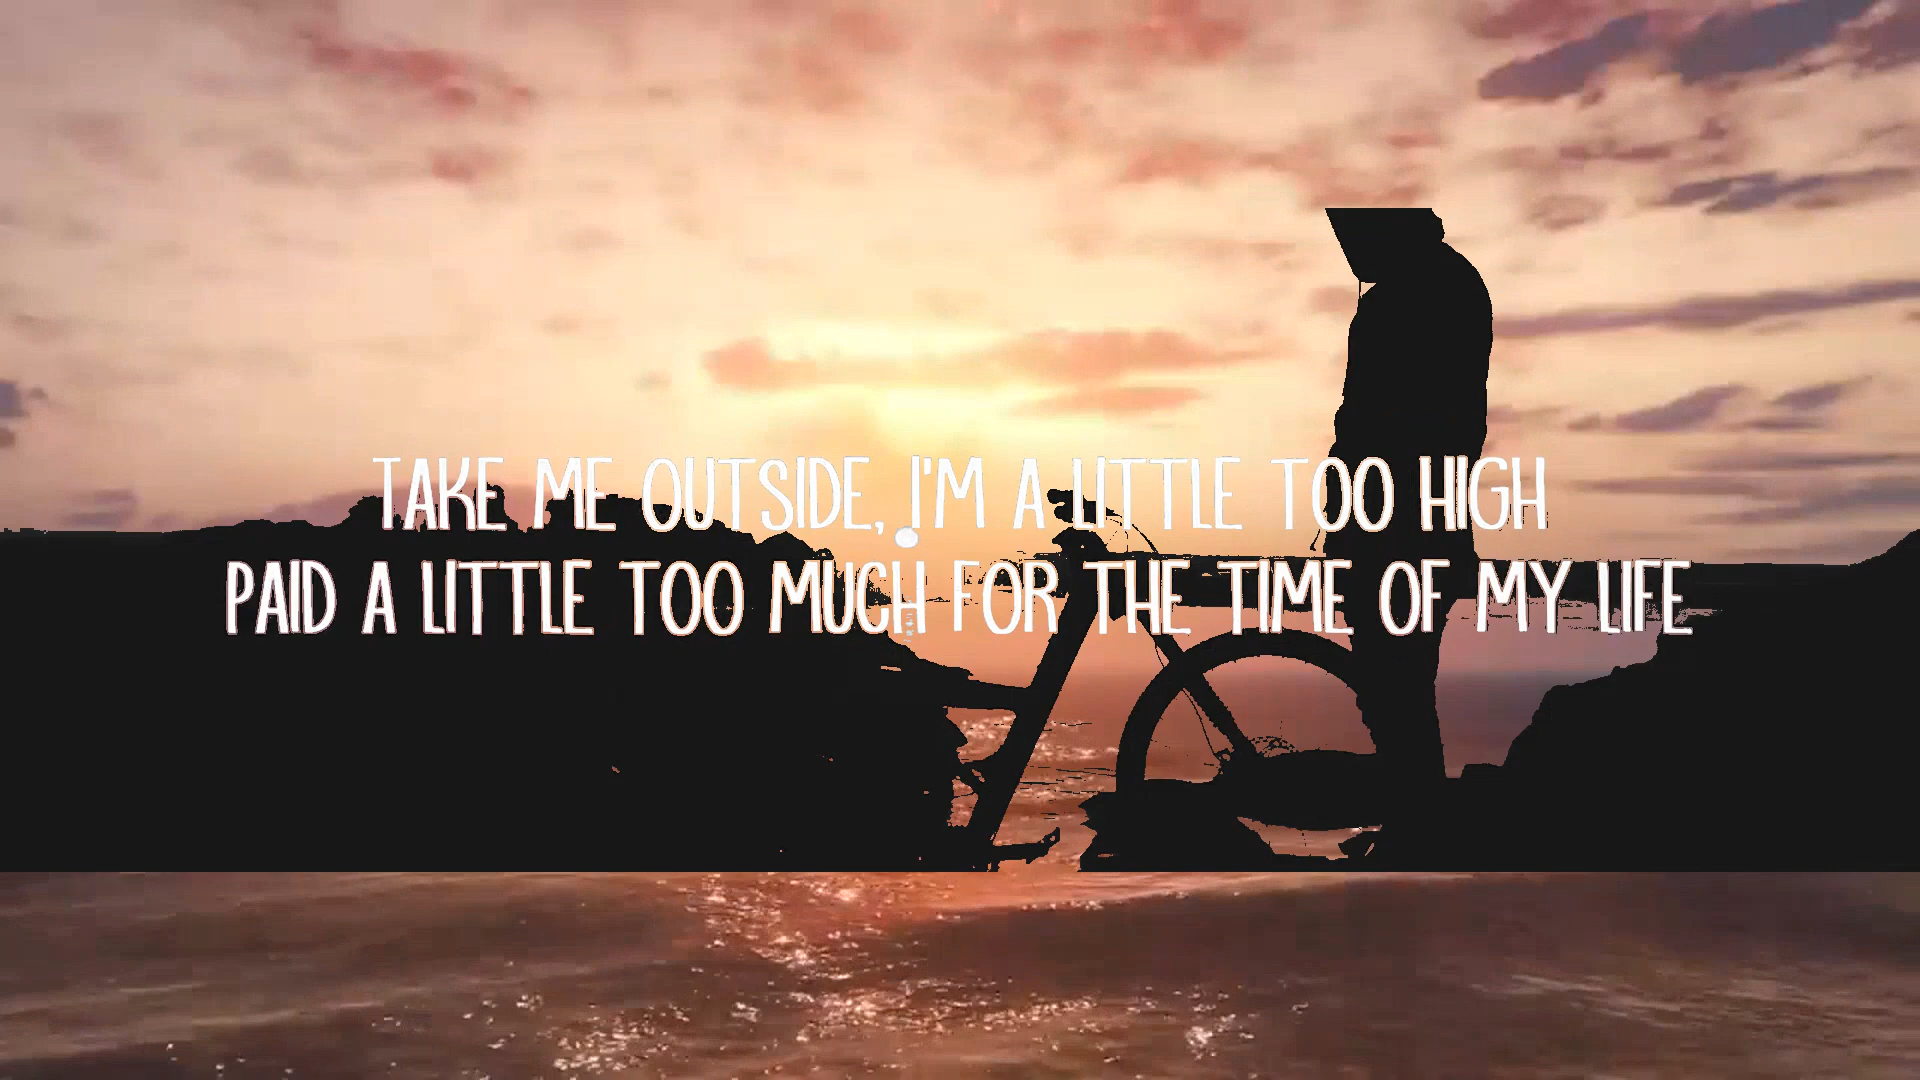 TAKE ME OUTSIDE, I'M A LITTLE TOO HIGH
PAID A LITTLE TOO MUCH FOR THE TIME OF MY LIFE